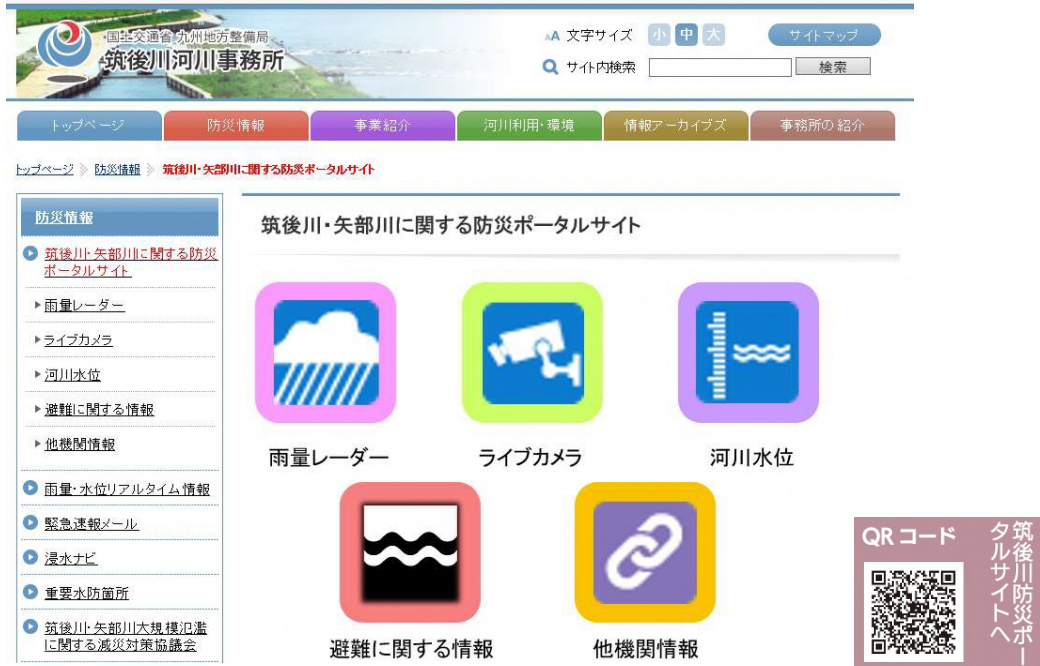 国土交通省 九州地方整備局
筑後川河川事務所
AA 文字サイズ 小 中 大
サイトマップ
サイト内検索
検索
トップページ
防災情報
事業紹介
河川利用・環境
情報アーカイブズ
事務所の紹介
トップページ
防災情報
筑後川・矢部川に関する防災ポータルサイト
防災情報
筑後川・矢部川に関する防災
ポータルサイト
雨量レーダー
ライブカメラ
河川水位
避難に関する情報
他機関情報
雨量・水位リアルタイム情報
緊急速報メール
浸水ナビ
重要水防箇所
筑後川・矢部川大規模氾濫
に関する減災対策協議会
筑後川・矢部川に関する防災ポータルサイト
雨量レーダー
ライブカメラ
河川水位
避難に関する情報
他機関情報
QRコード
筑後川防災ポー
タルサイトへ